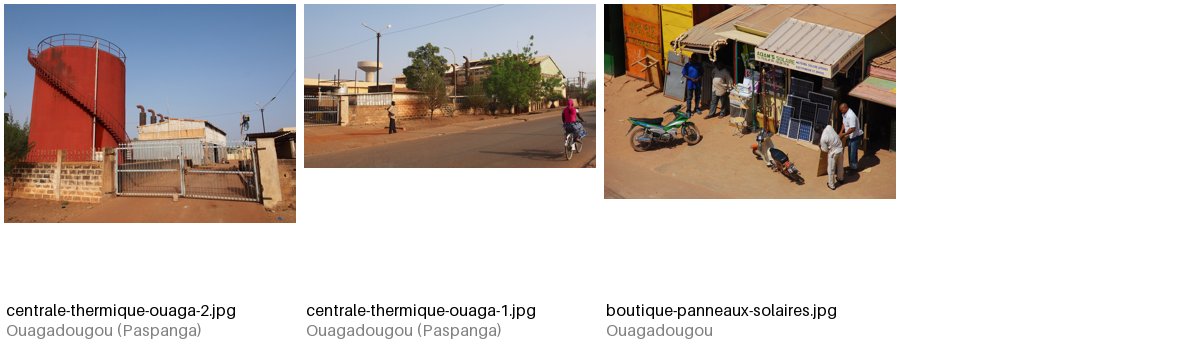 centrale-thermique-ouaga-2.jpg
Ouagadougou (Paspanga)
centrale-thermique-ouaga-1.jpg
Ouagadougou (Paspanga)
boutique-panneaux-solaires.jpg
Ouagadougou